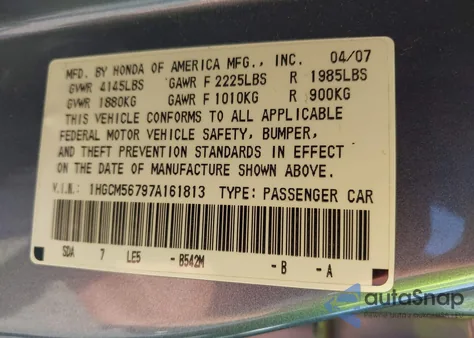 MFD. BY HONDA OF AMERICA MFG., INC. 04/07
GVWR 4145LBS GAWR F 2225LBS R 1985LBS
GVWR 1880KG GAWR F 1010KG R 900KG
THIS VEHICLE CONFORMS TO ALL APPLICABLE
FEDERAL MOTOR VEHICLE SAFETY, BUMPER,
AND THEFT PREVENTION STANDARDS IN EFFECT
ON THE DATE OF MANUFACTURE SHOWN ABOVE.
V.I.N.: 1HGCM56797A161813 TYPE: PASSENGER CAR
SDA 7 LE5 - B542M - B - A
autoSnap